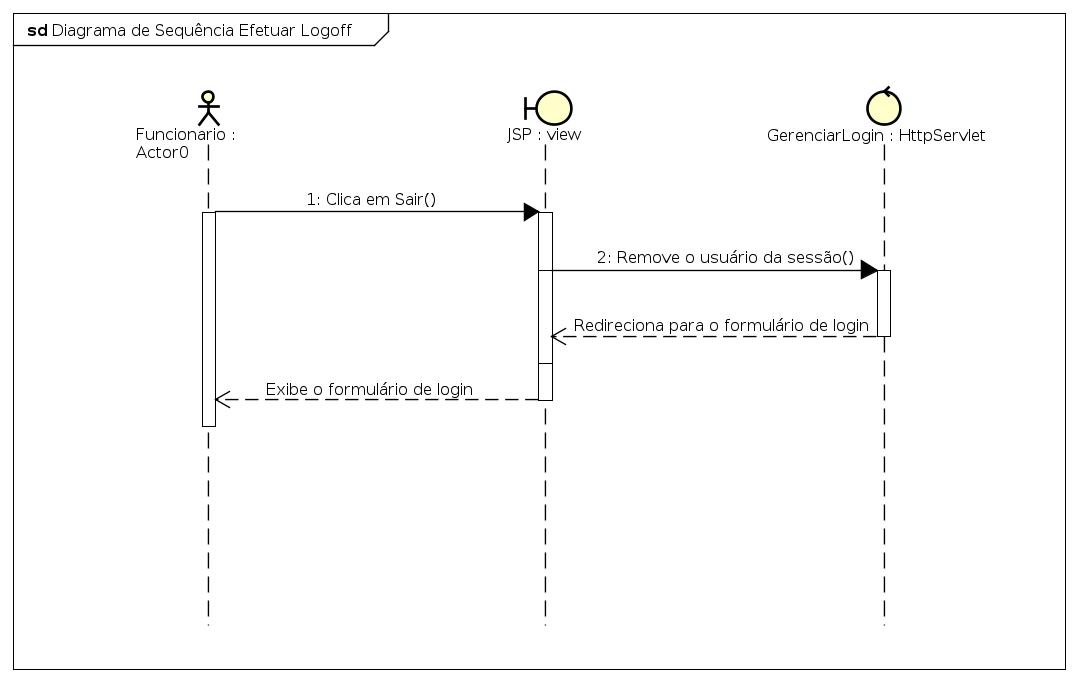 sd Diagrama de Sequência Efetuar Logoff
Funcionario :
Actor0
JSP : view
GerenciarLogin : HttpServlet
1: Clica em Sair()
2: Remove o usuário da sessão()
Redireciona para o formulário de login
Exibe o formulário de login